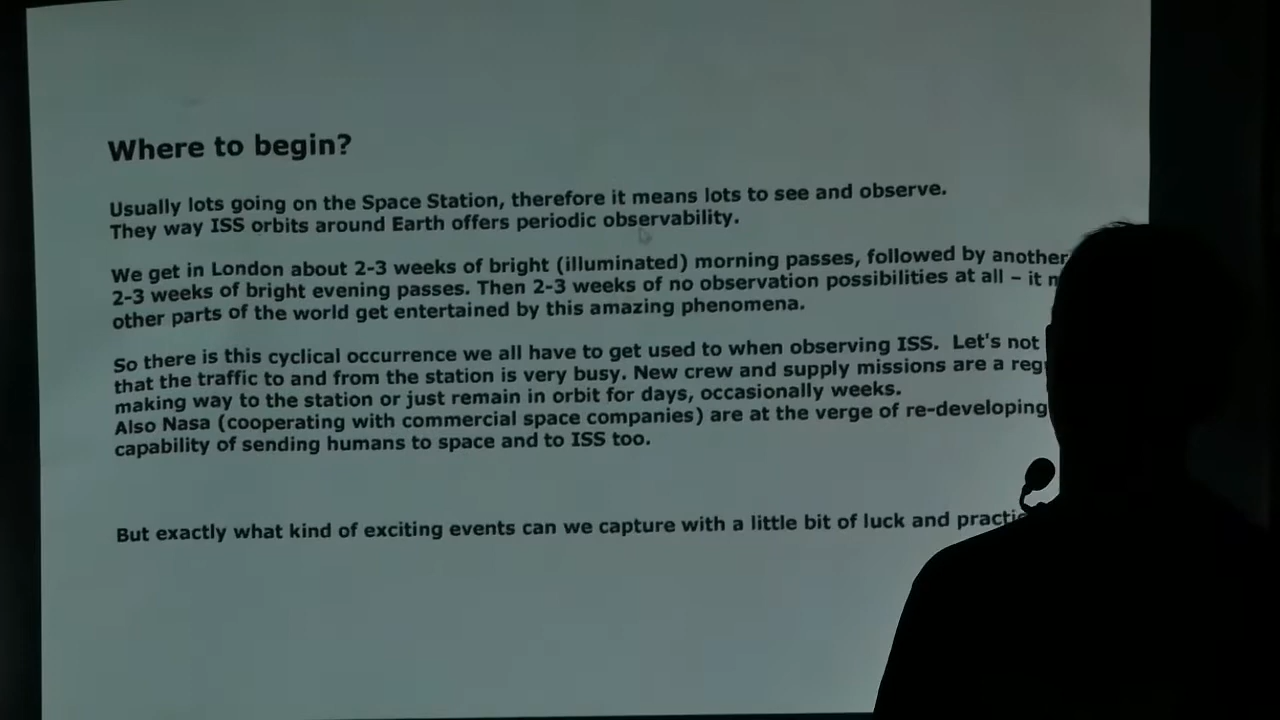 Where to begin?
Usually lots going on the Space Station, therefore it means lots to see and observe.
They way ISS orbits around Earth offers periodic observability.
We get in London about 2-3 weeks of bright (illuminated) morning passes, followed by another
2-3 weeks of bright evening passes. Then 2-3 weeks of no observation possibilities at all – it
other parts of the world get entertained by this amazing phenomena.
So there is this cyclical occurrence we all have to get used to when observing ISS. Let's not
that the traffic to and from the station is very busy. New crew and supply missions are a
making way to the station or just remain in orbit for days, occasionally weeks.
Also Nasa (cooperating with commercial space companies) are at the verge of re-developing
capability of sending humans to space and to ISS too.
But exactly what kind of exciting events can we capture with a little bit of luck and